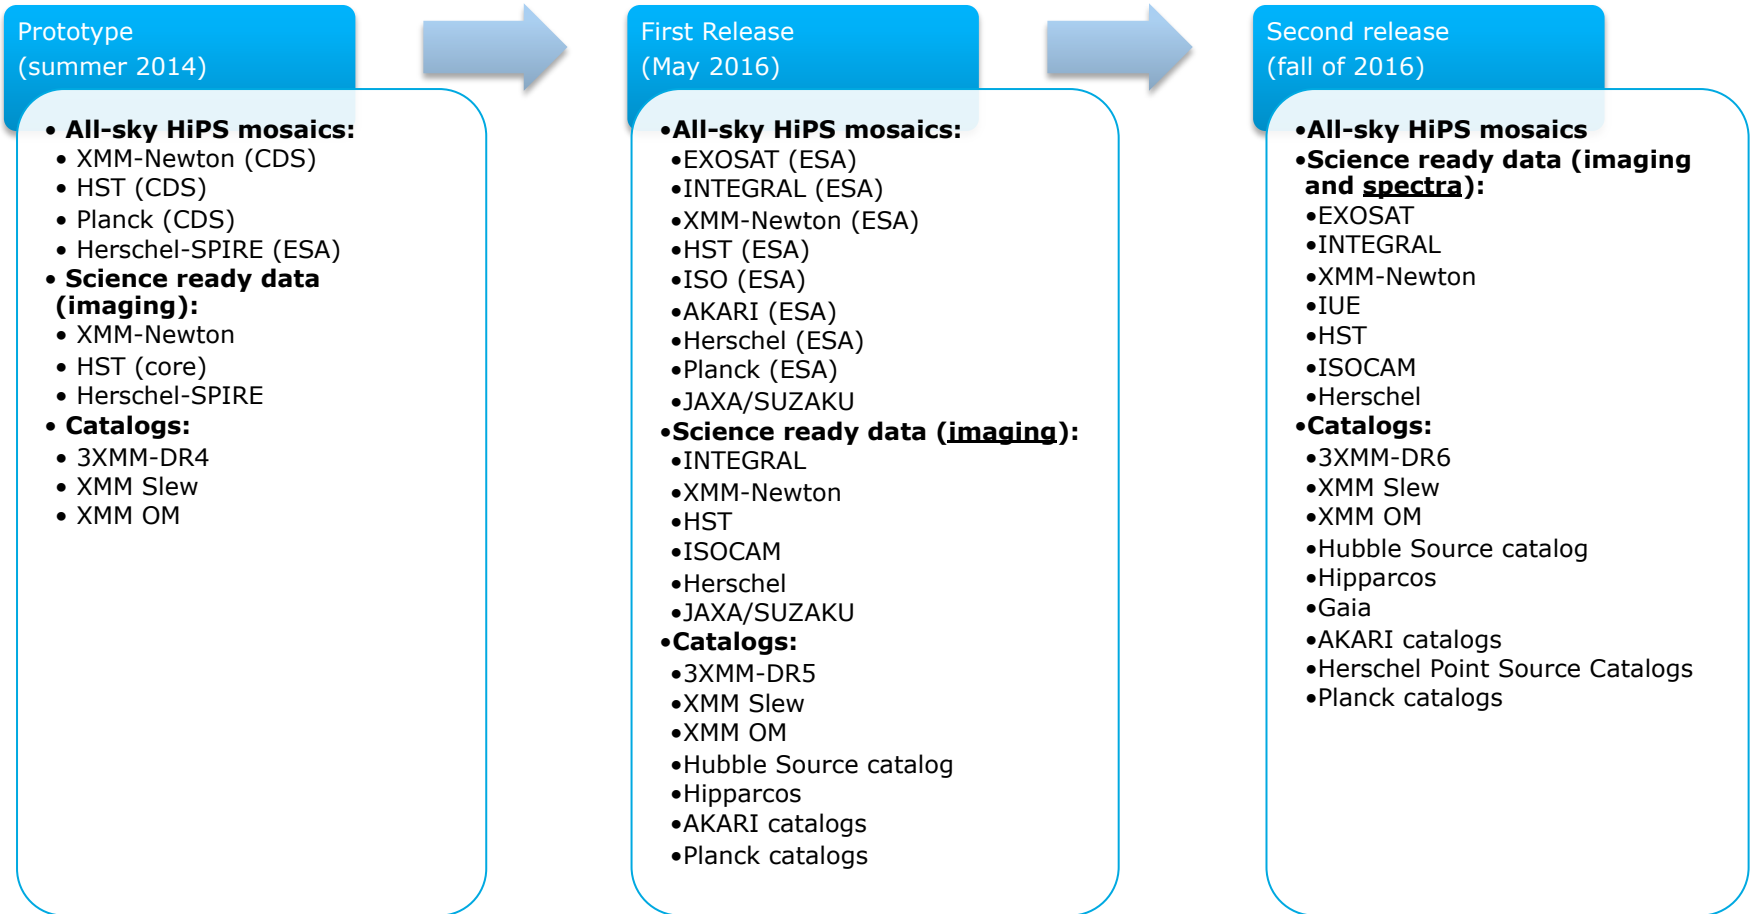 Prototype
(summer 2014)
• All-sky HiPS mosaics:
• XMM-Newton (CDS)
• HST (CDS)
• Planck (CDS)
• Herschel-SPIRE (ESA)
• Science ready data
(imaging):
• XMM-Newton
• HST (core)
• Herschel-SPIRE
• Catalogs:
• 3XMM-DR4
• XMM Slew
• XMM OM
First Release
(May 2016)
•All-sky HiPS mosaics:
•EXOSAT (ESA)
•INTEGRAL (ESA)
•XMM-Newton (ESA)
•HST (ESA)
•ISO (ESA)
•AKARI (ESA)
•Herschel (ESA)
•Planck (ESA)
•JAXA/SUZAKU
•Science ready data (imaging):
•INTEGRAL
•XMM-Newton
•HST
•ISOCAM
•Herschel
•JAXA/SUZAKU
•Catalogs:
•3XMM-DR5
•XMM Slew
•XMM OM
•Hubble Source catalog
•Hipparcos
•AKARI catalogs
•Planck catalogs
Second release
(fall of 2016)
•All-sky HiPS mosaics
•Science ready data (imaging
and spectra):
•EXOSAT
•INTEGRAL
•XMM-Newton
•IUE
•HST
•ISOCAM
•Herschel
•Catalogs:
•3XMM-DR6
•XMM Slew
•XMM OM
•Hubble Source catalog
•Hipparcos
•Gaia
•AKARI catalogs
•Herschel Point Source Catalogs
•Planck catalogs